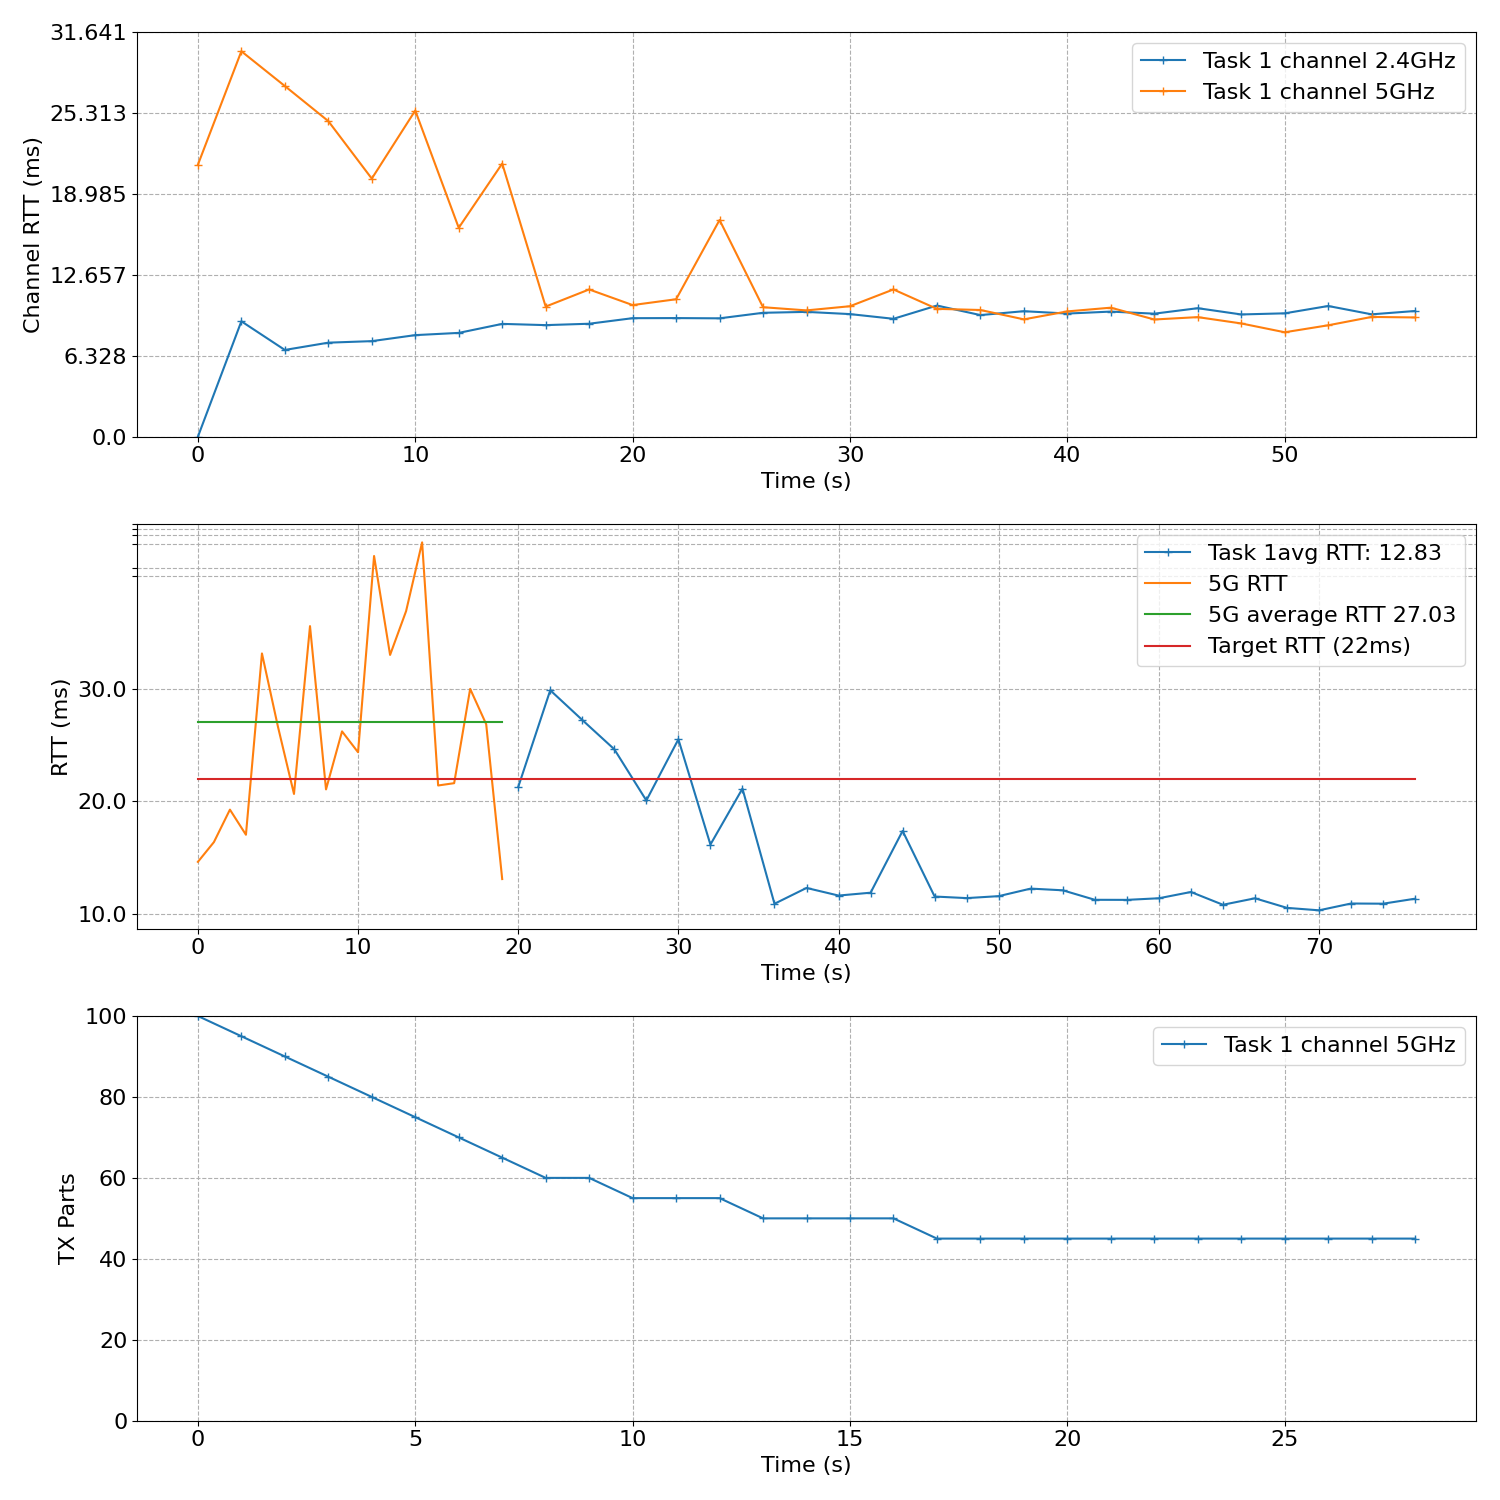 31.641
25.313
18.985
12.657
6.328
0.0
Channel RTT (ms)
Task 1 channel 2.4GHz
Task 1 channel 5GHz
0 10 20 30 40 50
Time (s)
30.0
20.0
10.0
RTT (ms)
Task 1avg RTT: 12.83
5G RTT
5G average RTT 27.03
Target RTT (22ms)
0 10 20 30 40 50 60 70
Time (s)
100
80
60
40
20
0
TX Parts
Task 1 channel 5GHz
0 5 10 15 20 25
Time (s)